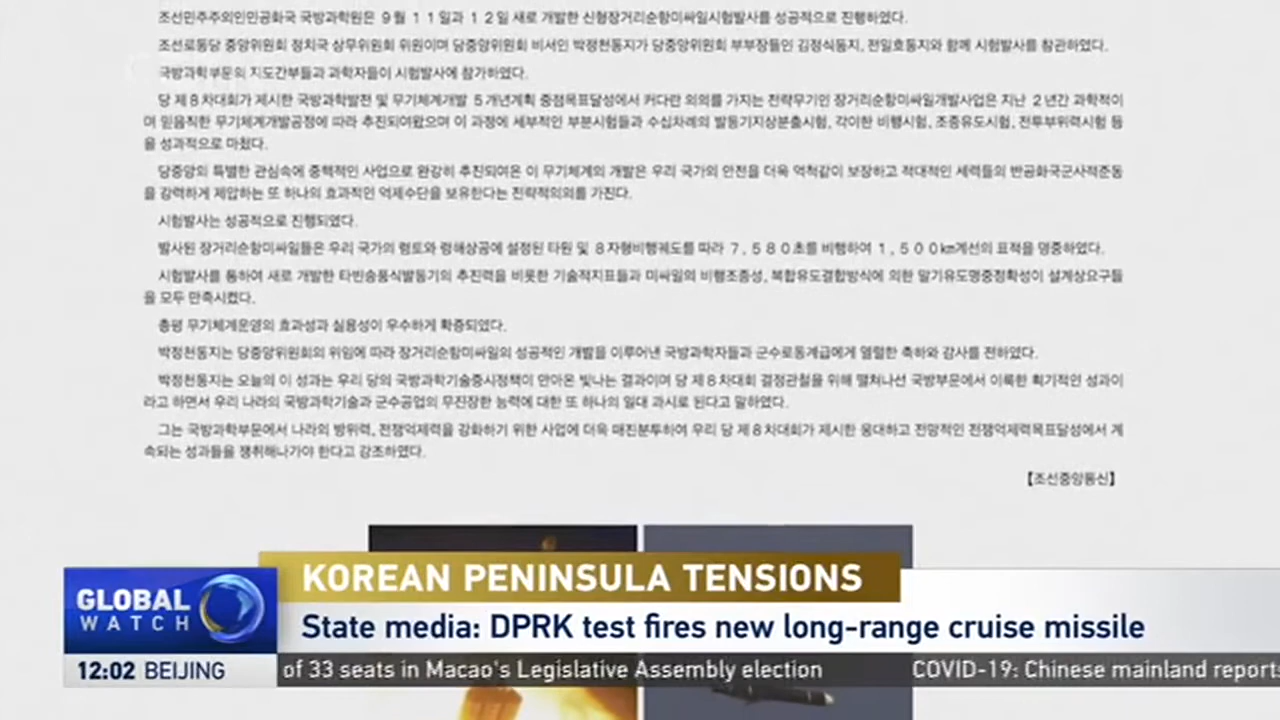 조선민주주의인민공화국 국방과학원은 9월 11일과 12일 새로 개발한 신형장거리순항미싸일시험발사를 성공적으로 진행하였다.
조선로동당 중앙위원회 정치국 상무위원회 위원이며 당중앙위원회 비서인 박정천동지가 당중앙위원회 부부장들인 김정식동지, 전일호동지와 함께 시험발사를 참관하였다.
국방과학부문의 지도간부들과 과학자들이 시험발사에 참가하였다.
당 제8차대회가 제시한 국방과학발전 및 무기체계개발 5개년계획 중점목표달성에서 커다란 의의를 가지는 전략무기인 장거리순항미싸일개발사업은 지난 2년간 과학적이
며 믿음직한 무기체계개발공정에 따라 추진되여왔으며 이 과정에 세부적인 부분시험들과 수십차례의 발동기지상분출시험, 각이한 비행시험, 조종유도시험, 전투부위력시험 등
을 성과적으로 마쳤다.
당중앙의 특별한 관심속에 중핵적인 사업으로 완강히 추진되여온 이 무기체계의 개발은 우리 국가의 안전을 더욱 억척같이 보장하고 적대적인 세력들의 반공화국군사적준동
을 강력하게 제압하는 또 하나의 효과적인 억제수단을 보유한다는 전략적의의를 가진다.
시험발사는 성공적으로 진행되였다.
발사된 장거리순항미싸일들은 우리 국가의 령토와 령해상공에 설정된 타원 및 8자형비행궤도를 따라 7,580초를 비행하여 1,500㎞계선의 표적을 명중하였다.
시험발사를 통하여 새로 개발한 타빈송풍식발동기의 추진력을 비롯한 기술적지표들과 미싸일의 비행조종성, 복합유도결합방식에 의한 말기유도명중정확성이 설계상요구들
을 모두 만족시켰다.
총평 무기체계운영의 효과성과 실용성이 우수하게 확증되였다.
박정천동지는 당중앙위원회의 위임에 따라 장거리순항미싸일의 성공적인 개발을 이루어낸 국방과학자들과 군수로동계급에게 열렬한 축하와 감사를 전하였다.
박정천동지는 오늘의 이 성과는 우리 당의 국방과학기술중시정책이 안아온 빛나는 결과이며 당 제8차대회 결정관철을 위해 떨쳐나선 국방부문에서 이룩한 획기적인 성과이
라고 하면서 우리 나라의 국방과학기술과 군수공업의 무진장한 능력에 대한 또 하나의 일대 과시로 된다고 말하였다.
그는 국방과학부문에서 나라의 방위력, 전쟁억제력을 강화하기 위한 사업에 더욱 매진분투하여 우리 당 제8차대회가 제시한 웅대하고 전망적인 전쟁억제력목표달성에서 계
속되는 성과들을 쟁취해나가야 한다고 강조하였다.
【조선중앙통신】
KOREAN PENINSULA TENSIONS
GLOBAL
WATCH
State media: DPRK test fires new long-range cruise missile
12:02 BEIJING
of 33 seats in Macao's Legislative Assembly election COVID-19: Chinese mainland reports